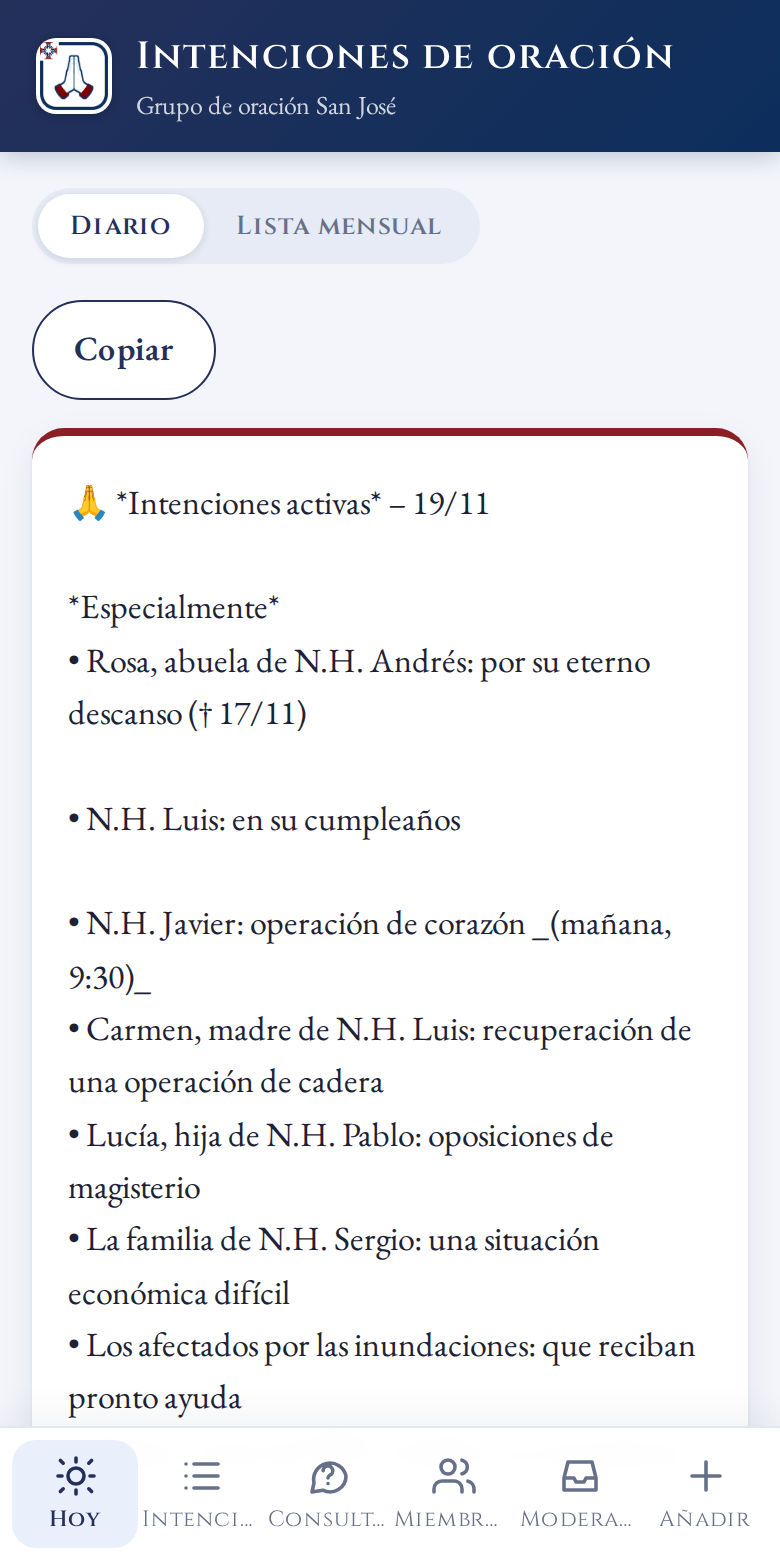 Intenciones de oración
Grupo de oración San José
Diario
Lista mensual
Copiar
🙏 *Intenciones activas* – 19/11
*Especialmente*
• Rosa, abuela de N.H. Andrés: por su eterno
descanso († 17/11)
• N.H. Luis: en su cumpleaños
• N.H. Javier: operación de corazón _(mañana,
9:30)_
• Carmen, madre de N.H. Luis: recuperación de
una operación de cadera
• Lucía, hija de N.H. Pablo: oposiciones de
magisterio
• La familia de N.H. Sergio: una situación
económica difícil
• Los afectados por las inundaciones: que reciban
pronto ayuda
Hoy
Intenci...
Consult...
Miembr...
Modera...
Añadir